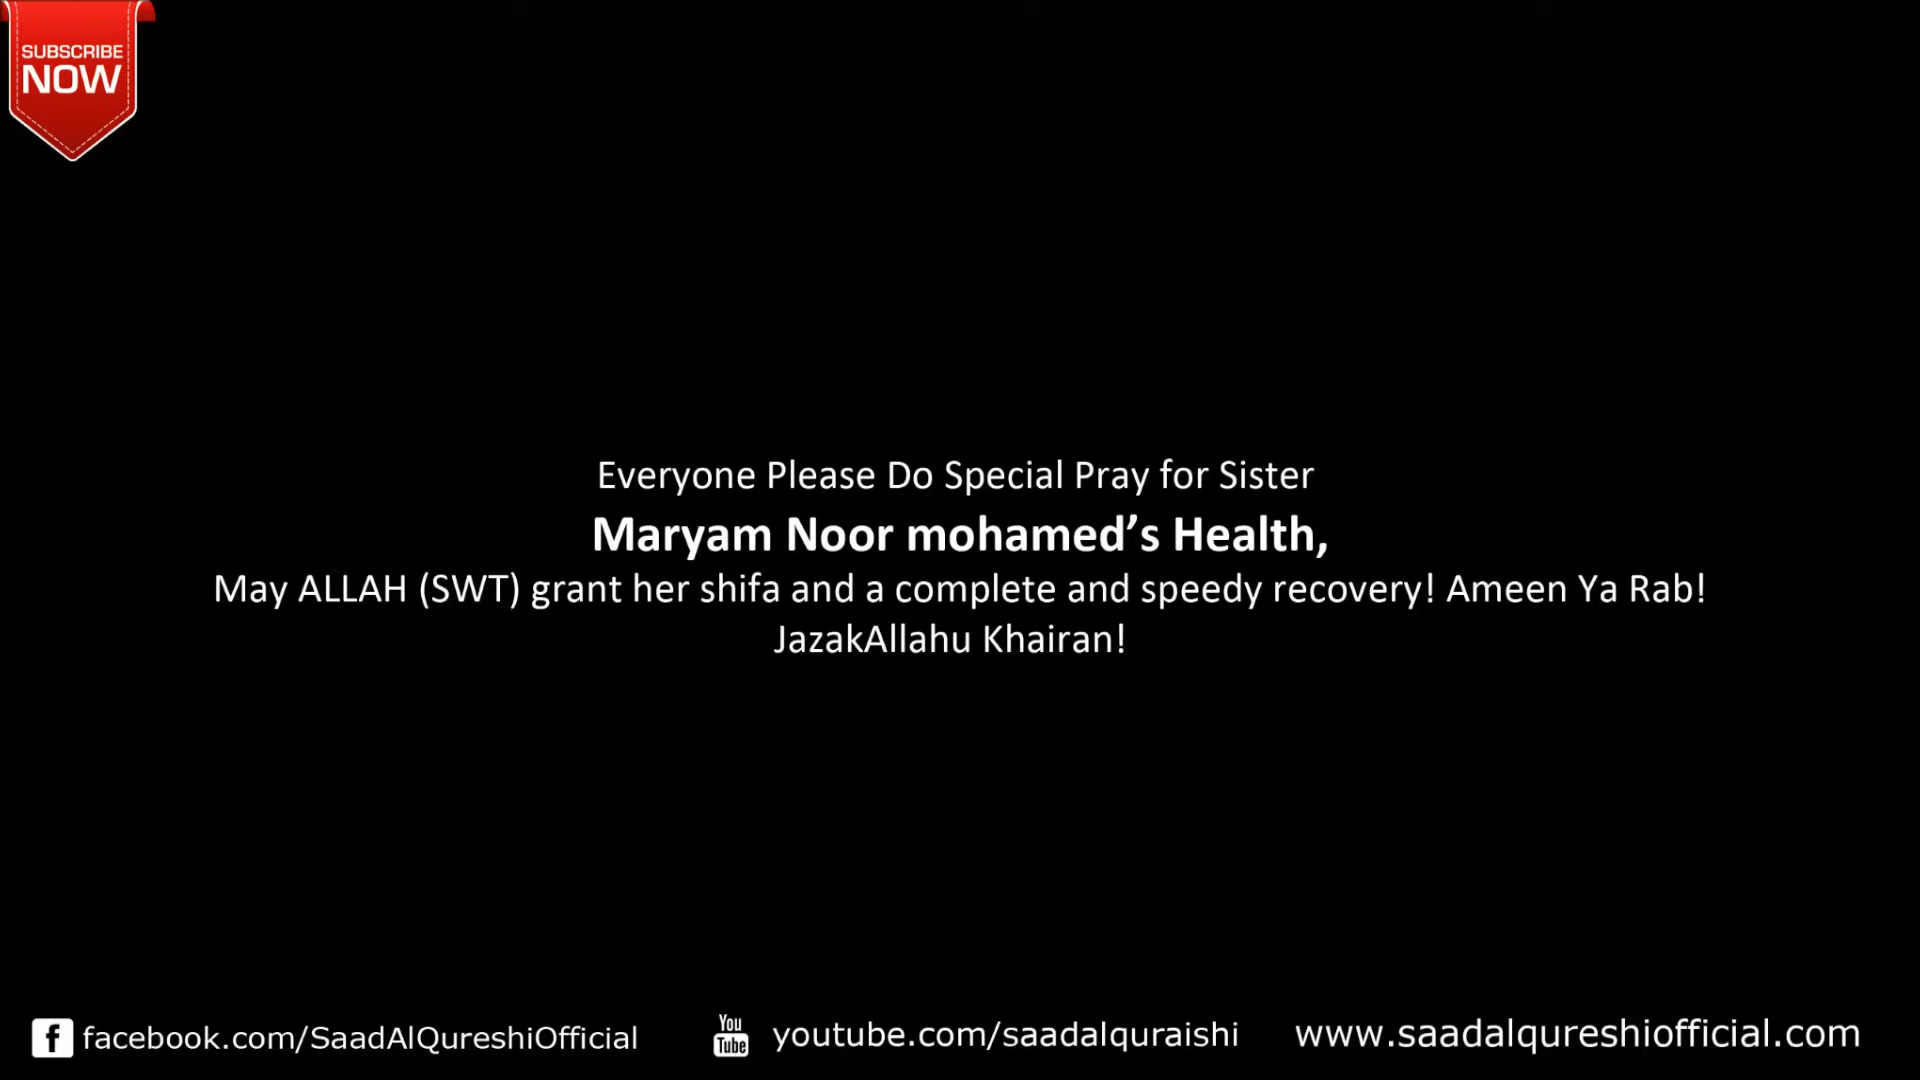 SUBSCRIBE
NOW
Everyone Please Do Special Pray for Sister
Maryam Noor mohamed’s Health,
May ALLAH (SWT) grant her shifa and a complete and speedy recovery! Ameen Ya Rab!
JazakAllahu Khairan!
f facebook.com/SaadAlQureshiOfficial
You
Tube
youtube.com/saadalquraishi
www.saadalqureshiofficial.com